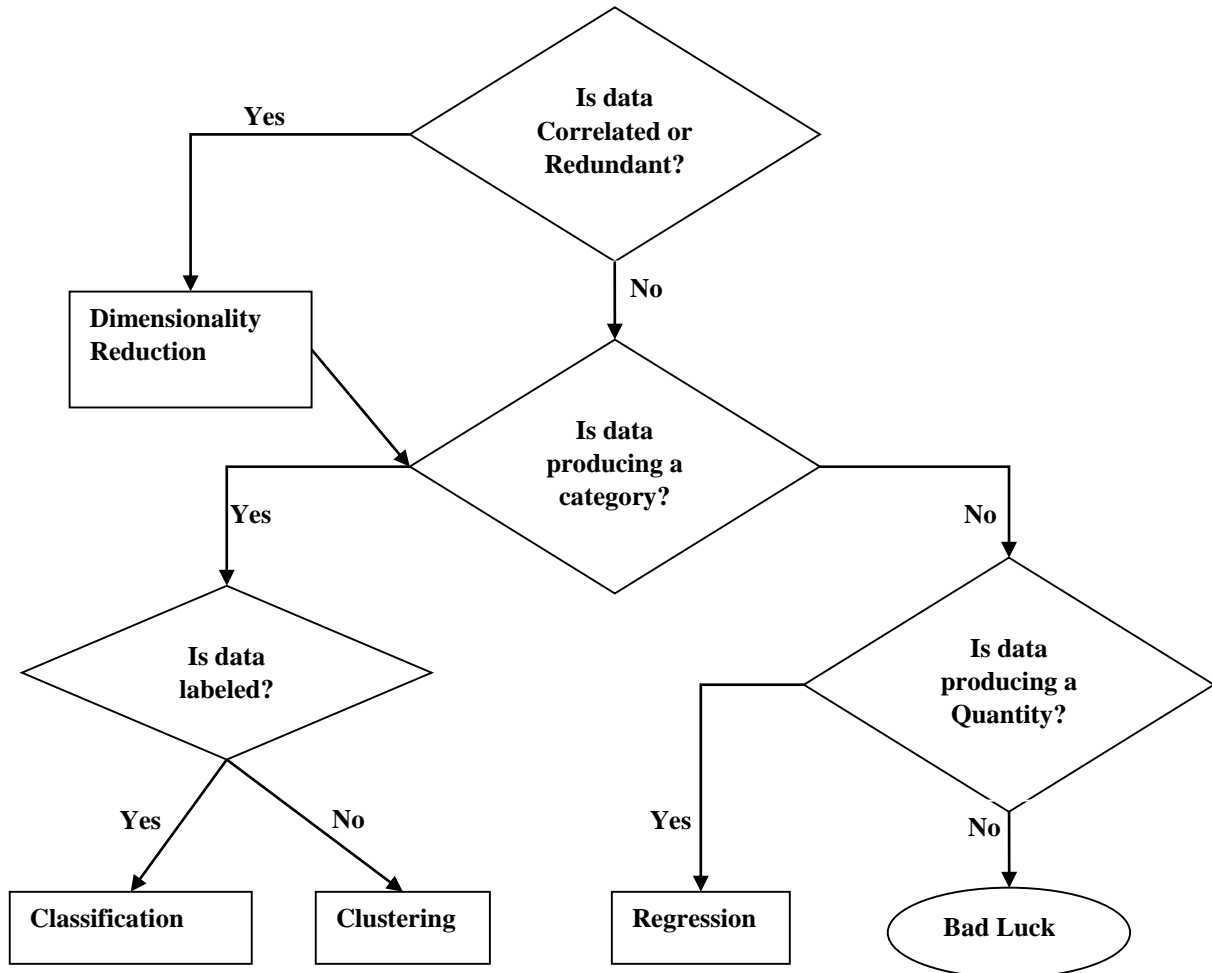 Is data
Correlated or
Redundant?
Yes
No
Dimensionality
Reduction
Is data
producing a
category?
Yes
No
Is data
labeled?
Is data
producing a
Quantity?
Yes
No
Yes
No
Classification
Clustering
Regression
Bad Luck